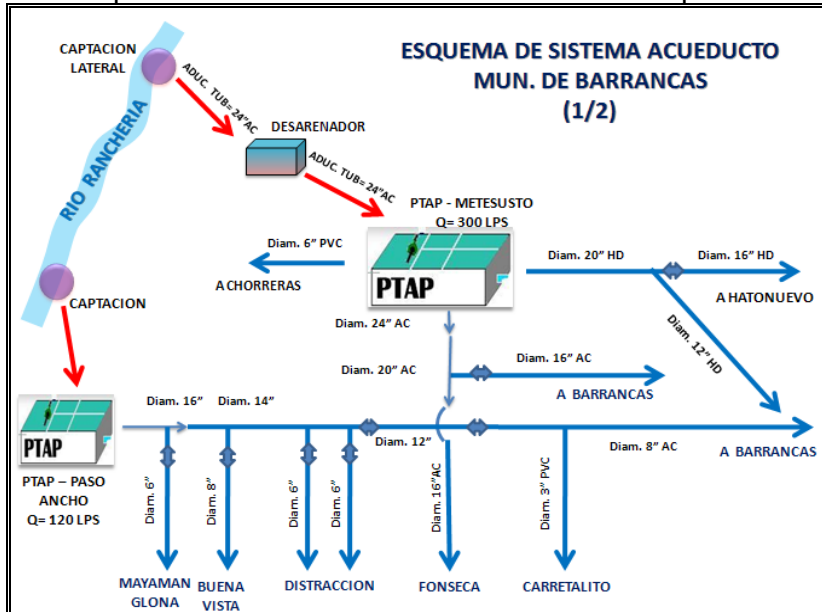 ESQUEMA DE SISTEMA ACUEDUCTO
MUN. DE BARRANCAS
(1/2)
CAPTACION
LATERAL
ADUC. TUB= 24"AC
DESARENADOR
ADUC. TUB= 24"AC
RIO RANCHERIA
PTAP - METESUSTO
Q= 300 LPS
PTAP
Diam. 6" PVC
A CHORRERAS
Diam. 20" HD
Diam. 16" HD
A HATONUEVO
Diam. 12" HD
CAPTACION
Diam. 24" AC
Diam. 20" AC
Diam. 16" AC
A BARRANCAS
PTAP
PTAP – PASO
ANCHO
Q= 120 LPS
Diam. 16"
Diam. 14"
Diam. 12"
Diam. 8" AC
A BARRANCAS
Diam. 6"
Diam. 8"
Diam. 6"
Diam. 6"
Diam. 16"AC
Diam. 3" PVC
MAYAMAN
GLONA
BUENA
VISTA
DISTRACCION
FONSECA
CARRETALITO